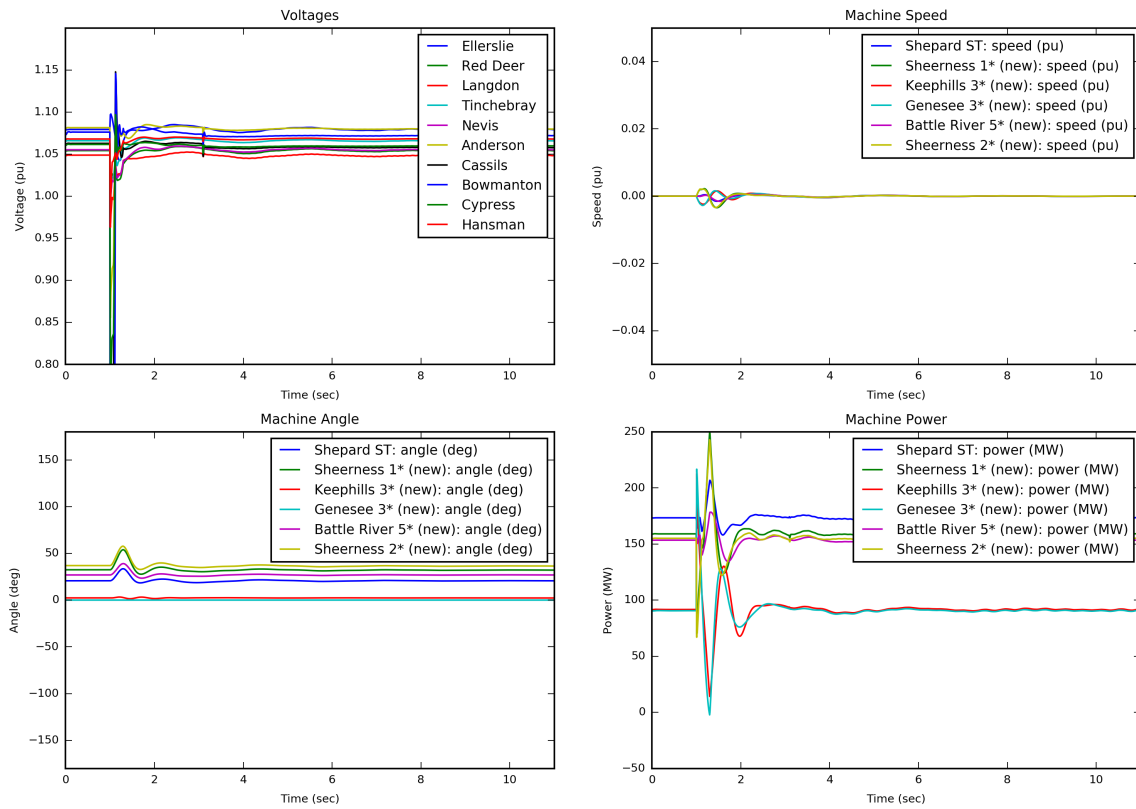 Voltages
1.15
1.10
1.05
1.00
0.95
0.90
0.85
0.80
Voltage (pu)
0 2 4 6 8 10
Time (sec)
Ellerslie
Red Deer
Langdon
Tinchebray
Nevis
Anderson
Cassils
Bowmanton
Cypress
Hansman
Machine Speed
0.04
0.02
0.00
−0.02
−0.04
Speed (pu)
0 2 4 6 8 10
Time (sec)
Shepard ST: speed (pu)
Sheerness 1* (new): speed (pu)
Keephills 3* (new): speed (pu)
Genesee 3* (new): speed (pu)
Battle River 5* (new): speed (pu)
Sheerness 2* (new): speed (pu)
Machine Angle
150
100
50
0
−50
−100
−150
Angle (deg)
0 2 4 6 8 10
Time (sec)
Shepard ST: angle (deg)
Sheerness 1* (new): angle (deg)
Keephills 3* (new): angle (deg)
Genesee 3* (new): angle (deg)
Battle River 5* (new): angle (deg)
Sheerness 2* (new): angle (deg)
Machine Power
250
200
150
100
50
0
−50
Power (MW)
0 2 4 6 8 10
Time (sec)
Shepard ST: power (MW)
Sheerness 1* (new): power (MW)
Keephills 3* (new): power (MW)
Genesee 3* (new): power (MW)
Battle River 5* (new): power (MW)
Sheerness 2* (new): power (MW)